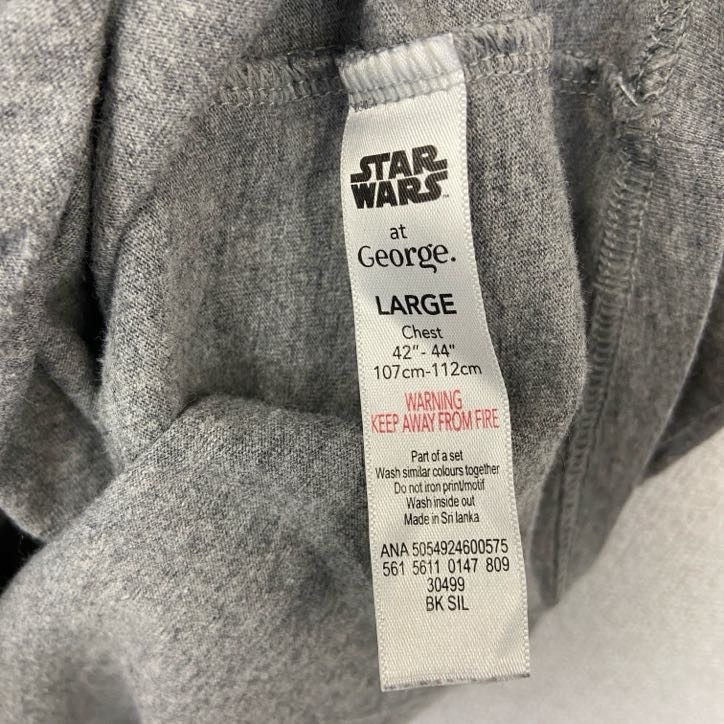 STAR
WARS
at
George.
LARGE
Chest
42"- 44"
107cm-112cm
WARNING
KEEP AWAY FROM FIRE
Part of a set
Wash similar colours together
Do not iron print/motif
Wash inside out
Made in Sri lanka
ANA 5054924600575
561 5611 0147 809
30499
BK SIL